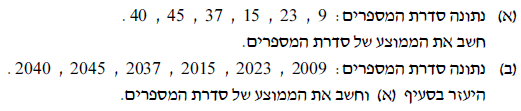 (א) נתונה סדרת המספרים: 9 , 23 , 15 , 37 , 45 , 40 .
חשב את הממוצע של סדרת המספרים.
(ב) נתונה סדרת המספרים: 2009 , 2023 , 2015 , 2037 , 2045 , 2040 .
היעזר בסעיף (א) וחשב את הממוצע של סדרת המספרים.